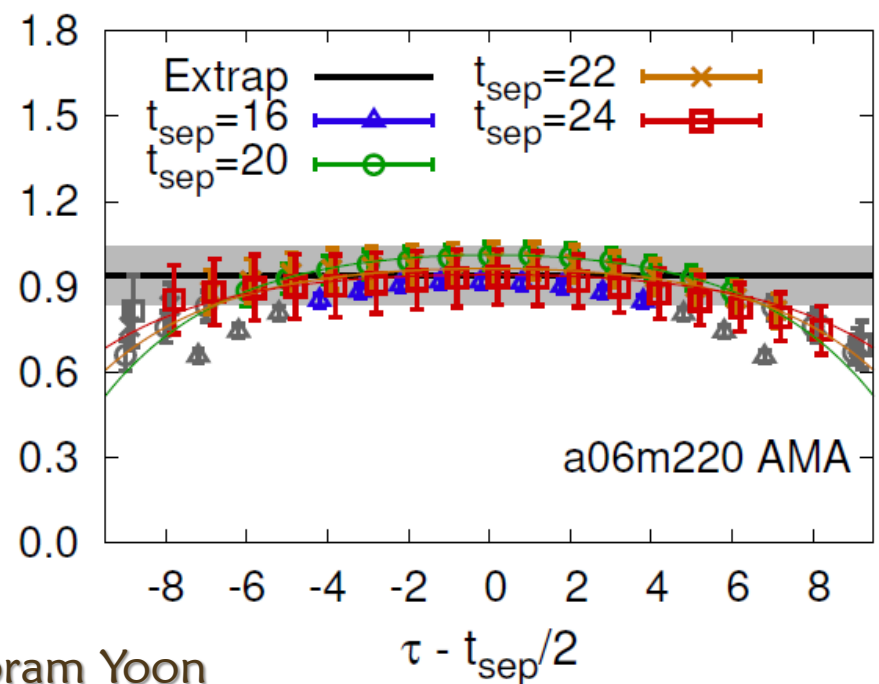 1.8
1.5
1.2
0.9
0.6
0.3
0.0
Extrap
t_sep=16
t_sep=20
t_sep=22
t_sep=24
a06m220 AMA
-8 -6 -4 -2 0 2 4 6 8
τ - t_sep/2
Yoon